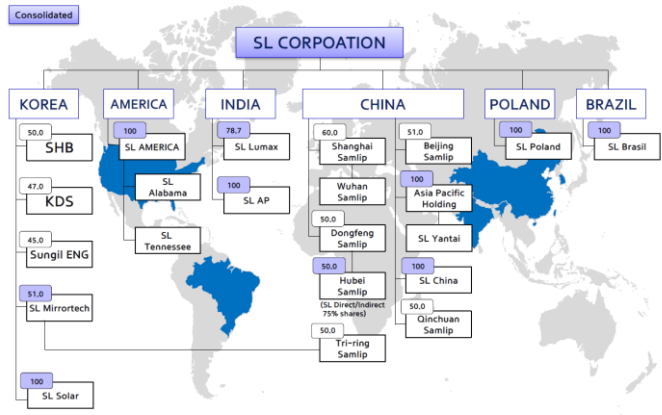 Consolidated
SL CORPOATION
KOREA
AMERICA
INDIA
CHINA
POLAND
BRAZIL
50,0
SHB
47,0
KDS
45,0
Sungil ENG
51,0
SL Mirrortech
100
SL Solar
100
SL AMERICA
SL
Alabama
SL
Tennessee
78,7
SL Lumax
100
SL AP
60,0
Shanghai
Samlip
Wuhan
Samlip
50,0
Dongfeng
Samlip
50,0
Hubei
Samlip
(SL Direct/Indirect
75% shares)
50,0
Tri-ring
Samlip
51,0
Beijing
Samlip
100
Asia Pacific
Holding
SL Yantai
100
SL China
50,0
Qinchuan
Samlip
100
SL Poland
100
SL Brasil